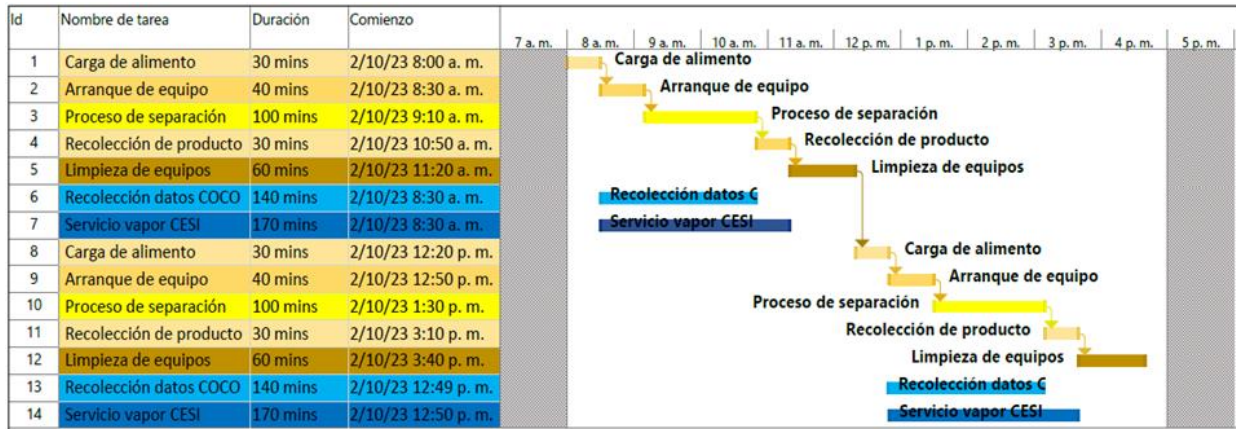 Id Nombre de tarea Duración Comienzo
7 a. m. 8 a. m. 9 a. m. 10 a. m. 11 a. m. 12 p. m. 1 p. m. 2 p. m. 3 p. m. 4 p. m. 5 p. m.
1 Carga de alimento 30 mins 2/10/23 8:00 a. m. Carga de alimento
2 Arranque de equipo 40 mins 2/10/23 8:30 a. m. Arranque de equipo
3 Proceso de separación 100 mins 2/10/23 9:10 a. m. Proceso de separación
4 Recolección de producto 30 mins 2/10/23 10:50 a. m. Recolección de producto
5 Limpieza de equipos 60 mins 2/10/23 11:20 a. m. Limpieza de equipos
6 Recolección datos COCO 140 mins 2/10/23 8:30 a. m. Recolección datos C
7 Servicio vapor CESI 170 mins 2/10/23 8:30 a. m. Servicio vapor CESI
8 Carga de alimento 30 mins 2/10/23 12:20 p. m. Carga de alimento
9 Arranque de equipo 40 mins 2/10/23 12:50 p. m. Arranque de equipo
10 Proceso de separación 100 mins 2/10/23 1:30 p. m. Proceso de separación
11 Recolección de producto 30 mins 2/10/23 3:10 p. m. Recolección de producto
12 Limpieza de equipos 60 mins 2/10/23 3:40 p. m. Limpieza de equipos
13 Recolección datos COCO 140 mins 2/10/23 12:49 p. m. Recolección datos C
14 Servicio vapor CESI 170 mins 2/10/23 12:50 p. m. Servicio vapor CESI